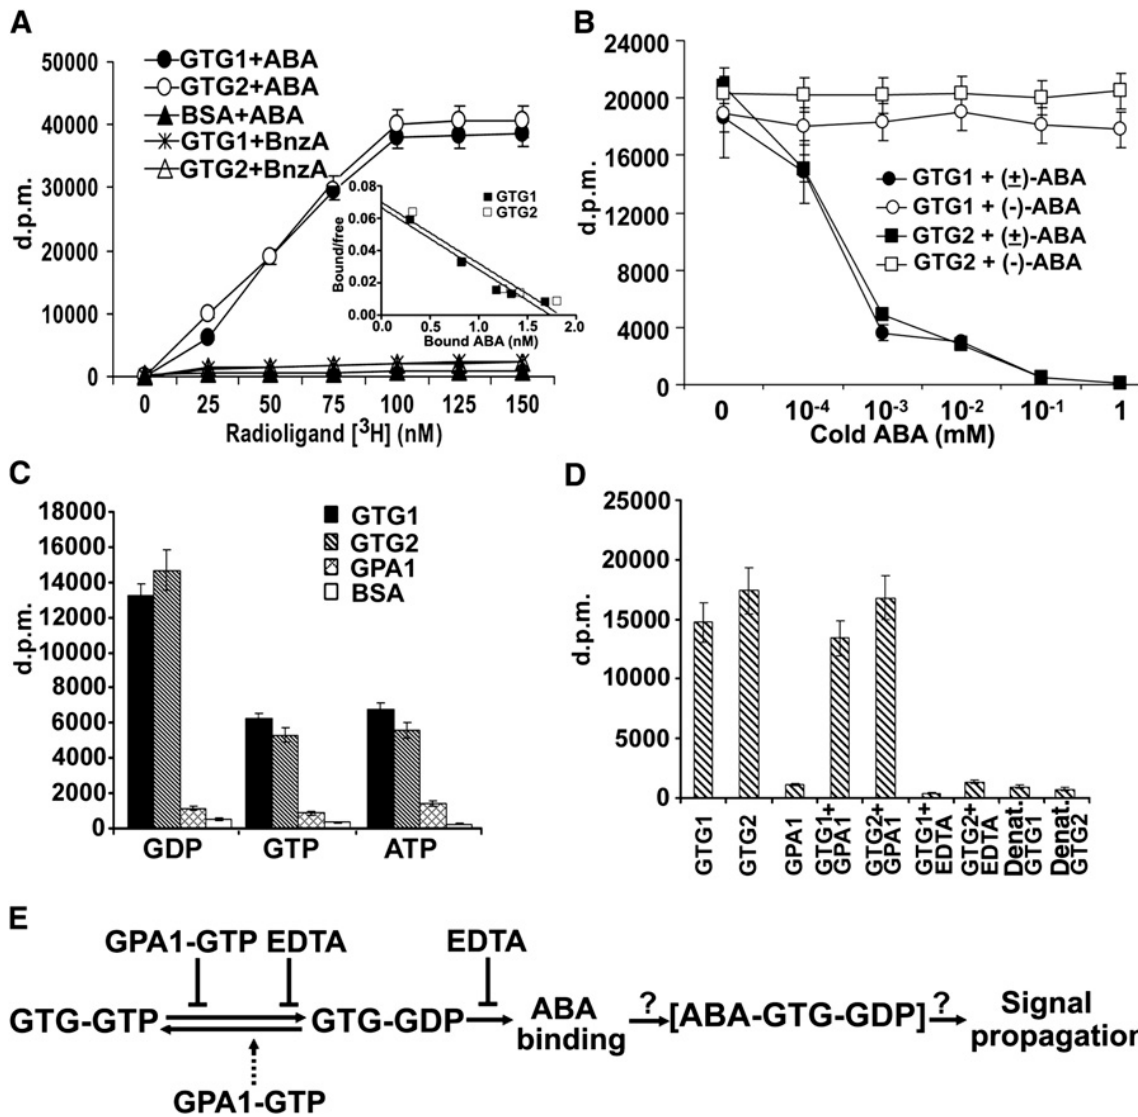 A
50000
40000
30000
20000
10000
0
d.p.m.
GTG1+ABA
GTG2+ABA
BSA+ABA
GTG1+BnzA
GTG2+BnzA
0.08
0.06
0.04
0.02
0.00
Bound/free
GTG1
GTG2
0.0 0.5 1.0 1.5 2.0
Bound ABA (nM)
0 25 50 75 100 125 150
Radioligand [³H] (nM)
B
24000
20000
16000
12000
8000
4000
0
d.p.m.
GTG1 + (±)-ABA
GTG1 + (-)-ABA
GTG2 + (±)-ABA
GTG2 + (-)-ABA
0 10⁻⁴ 10⁻³ 10⁻² 10⁻¹ 1
Cold ABA (mM)
C
18000
16000
14000
12000
10000
8000
6000
4000
2000
0
d.p.m.
GTG1
GTG2
GPA1
BSA
GDP GTP ATP
D
25000
20000
15000
10000
5000
0
d.p.m.
GTG1
GTG2
GPA1
GTG1+
GPA1
GTG2+
GPA1
GTG1+
EDTA
GTG2+
EDTA
Denat.
GTG1
Denat.
GTG2
E
GPA1-GTP EDTA EDTA
GTG-GTP GTG-GDP ABA
binding ? [ABA-GTG-GDP] ? Signal
propagation
GPA1-GTP